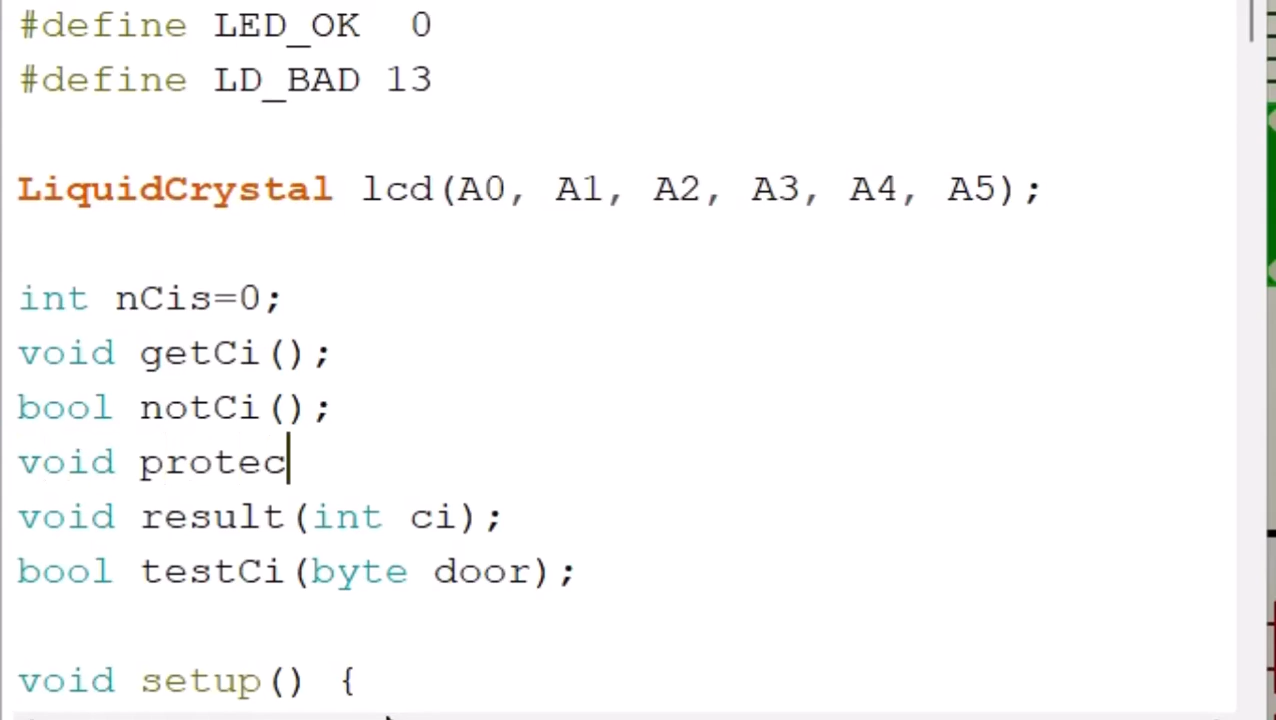 #define LED_OK  0
#define LD_BAD 13
LiquidCrystal lcd(A0, A1, A2, A3, A4, A5);
int nCis=0;
void getCi();
bool notCi();
void protec
void result(int ci);
bool testCi(byte door);
void setup() {